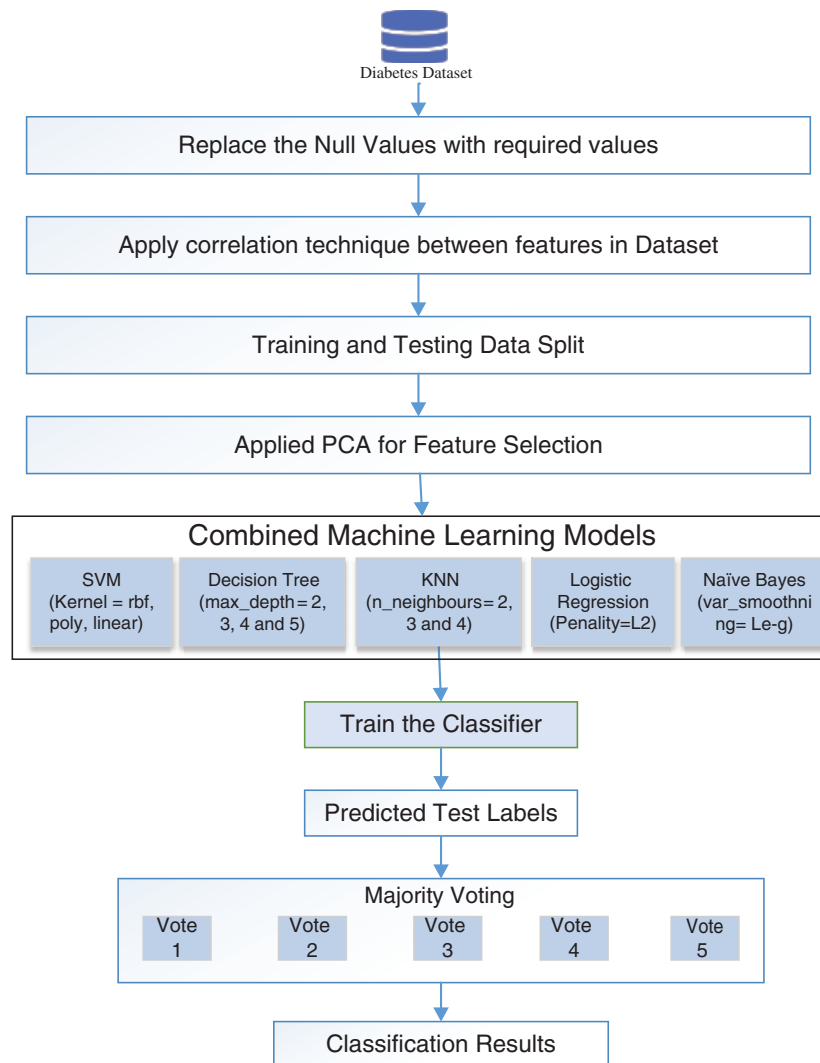 Diabetes Dataset
Replace the Null Values with required values
Apply correlation technique between features in Dataset
Training and Testing Data Split
Applied PCA for Feature Selection
Combined Machine Learning Models
SVM
(Kernel = rbf,
poly, linear)
Decision Tree
(max_depth= 2,
3, 4 and 5)
KNN
(n_neighbours= 2,
3 and 4)
Logistic
Regression
(Penality=L2)
Naïve Bayes
(var_smoothni
ng= Le-g)
Train the Classifier
Predicted Test Labels
Majority Voting
Vote
1
Vote
2
Vote
3
Vote
4
Vote
5
Classification Results